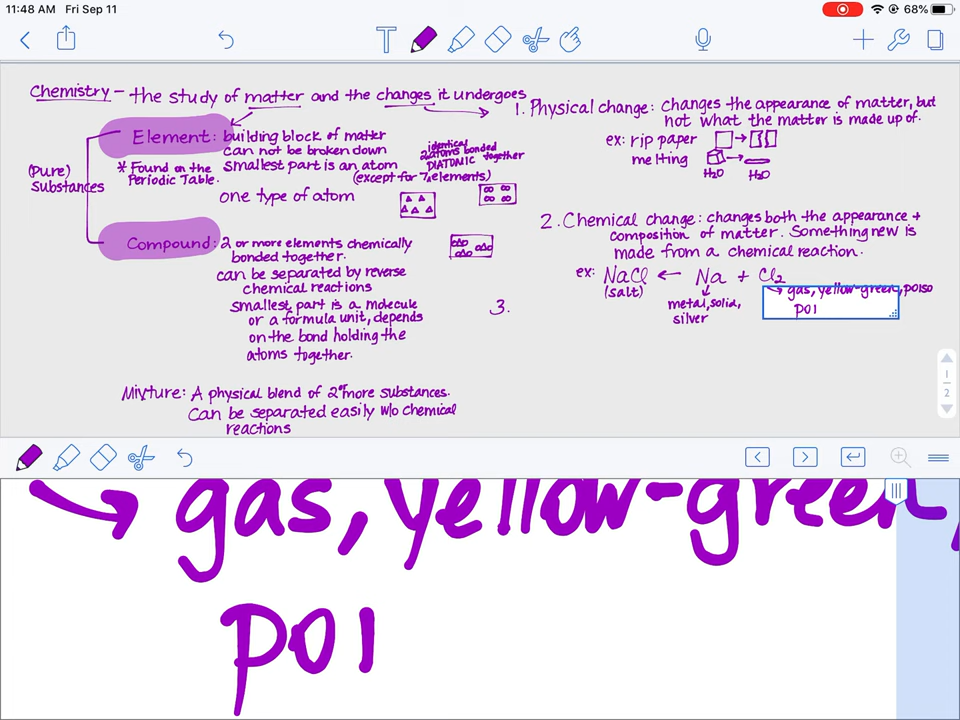 11:48 AM Fri Sep 11
68%
Chemistry - the study of matter and the changes it undergoes
Element: building block of matter
can not be broken down
smallest part is an atom
(except for 7 elements)
identical
2 atoms bonded together
DIATONIC
* Found on the
Periodic Table.
(Pure)
Substances
one type of atom
Compound: 2 or more elements chemically
bonded together.
can be separated by reverse
chemical reactions
smallest part is a molecule
or a formula unit, depends
on the bond holding the
atoms together.
Mixture: A physical blend of 2 or more substances.
Can be separated easily w/o chemical
reactions
1. Physical change: changes the appearance of matter, but
not what the matter is made up of.
ex: rip paper
melting
H2O H2O
2. Chemical change: changes both the appearance +
composition of matter. Something new is
made from a chemical reaction.
ex: NaCl ← Na + Cl2
(salt)
metal, solid,
silver
gas, yellow-green, poiso
poi
3.
1
2
gas, yellow-green,
poi